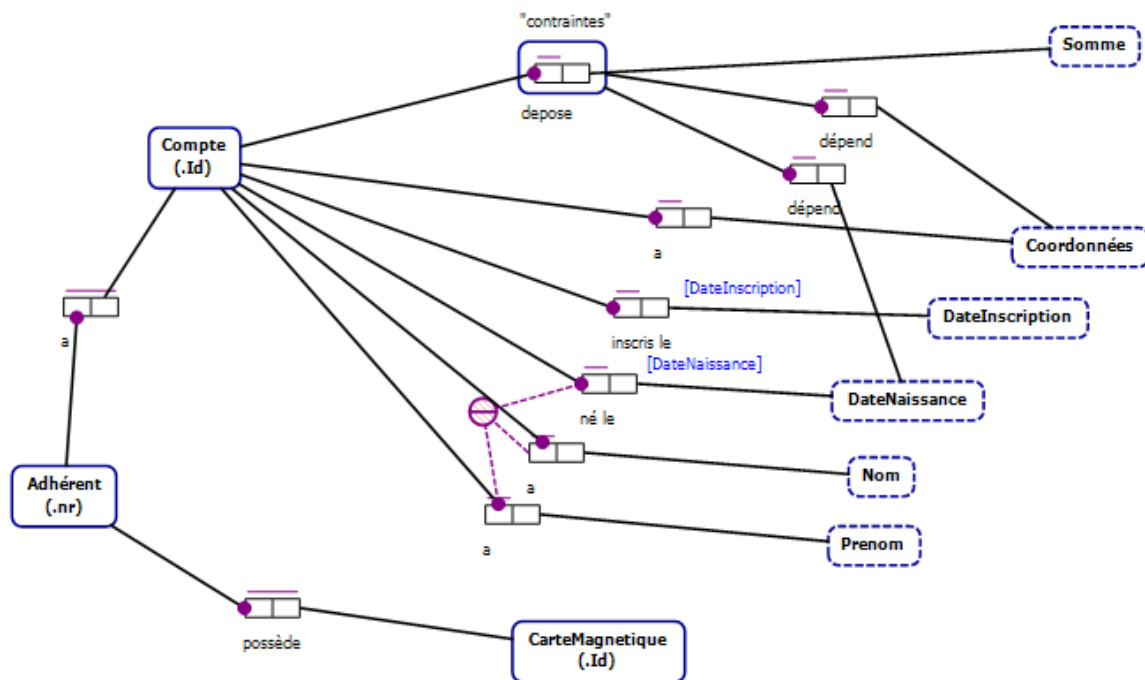 "contraintes"
Somme
depose
dépend
Compte
(.Id)
dépend
Coordonnées
a
[DateInscription]
DateInscription
a
inscris le
[DateNaissance]
DateNaissance
né le
Nom
a
Adhérent
(.nr)
Prenom
a
possède
CarteMagnetique
(.Id)